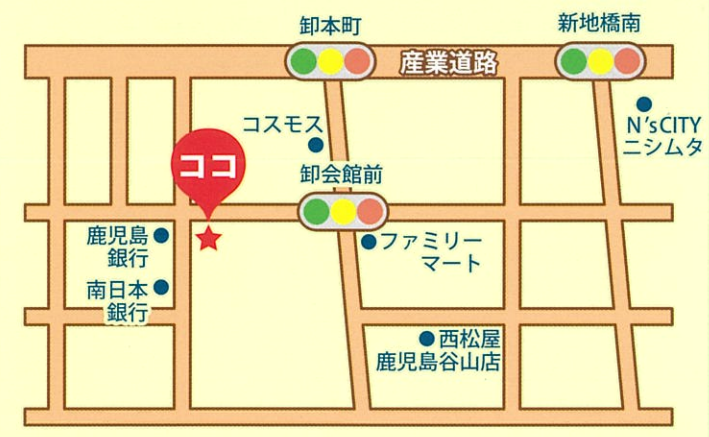 卸本町
新地橋南
産業道路
コスモス
N'sCITY
ニシムタ
ココ
卸会館前
鹿児島
銀行
ファミリー
マート
南日本
銀行
西松屋
鹿児島谷山店